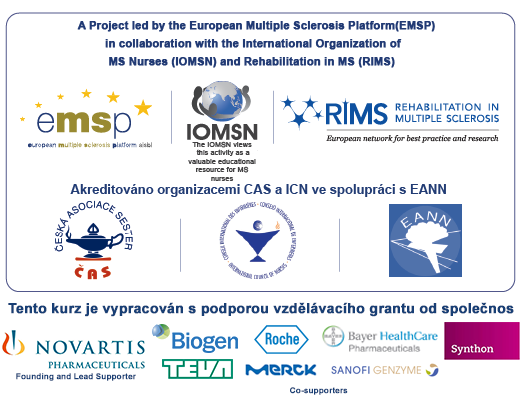 A Project led by the European Multiple Sclerosis Platform(EMSP)
in collaboration with the International Organization of
MS Nurses (IOMSN) and Rehabilitation in MS (RIMS)
emsp
european multiple sclerosis platform aisbl
IOMSN
The IOMSN views
this activity as a
valuable educational
resource for MS
nurses
RIMS
REHABILITATION IN
MULTIPLE SCLEROSIS
European network for best practice and research
Akreditováno organizacemi CAS a ICN ve spolupráci s EANN
ČESKÁ ASOCIACE SESTER
ČAS
EANN
Tento kurz je vypracován s podporou vzdělávacího grantu od společnos
NOVARTIS
PHARMACEUTICALS
Founding and Lead Supporter
Biogen
Roche
BAYER
Bayer HealthCare
Pharmaceuticals
Synthon
TEVA
MERCK
SANOFI GENZYME
Co-supporters